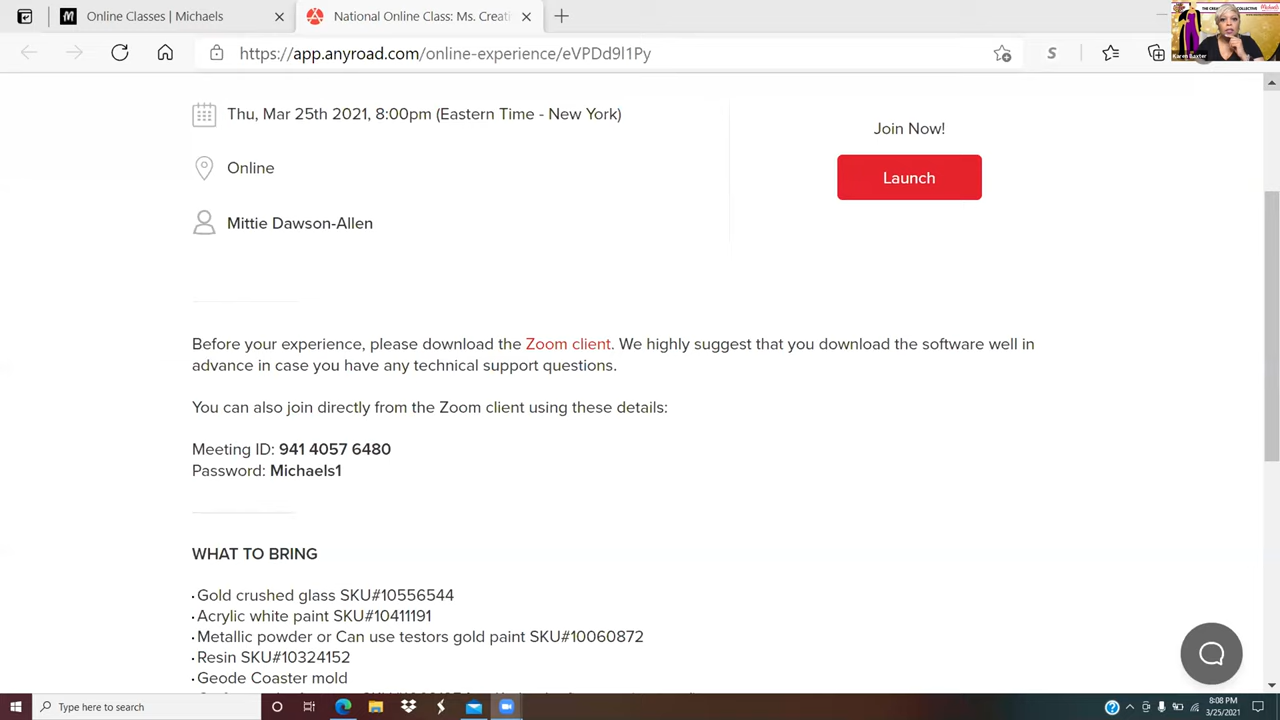 Online Classes | Michaels
National Online Class: Ms. Creat
https://app.anyroad.com/online-experience/eVPDd9I1Py
Karen Baxter
Thu, Mar 25th 2021, 8:00pm (Eastern Time - New York)
Join Now!
Launch
Online
Mittie Dawson-Allen
Before your experience, please download the Zoom client. We highly suggest that you download the software well in
advance in case you have any technical support questions.
You can also join directly from the Zoom client using these details:
Meeting ID: 941 4057 6480
Password: Michaels1
WHAT TO BRING
Gold crushed glass SKU#10556544
Acrylic white paint SKU#10411191
Metallic powder or Can use testors gold paint SKU#10060872
Resin SKU#10324152
Geode Coaster mold
Type here to search
8:08 PM
3/25/2021